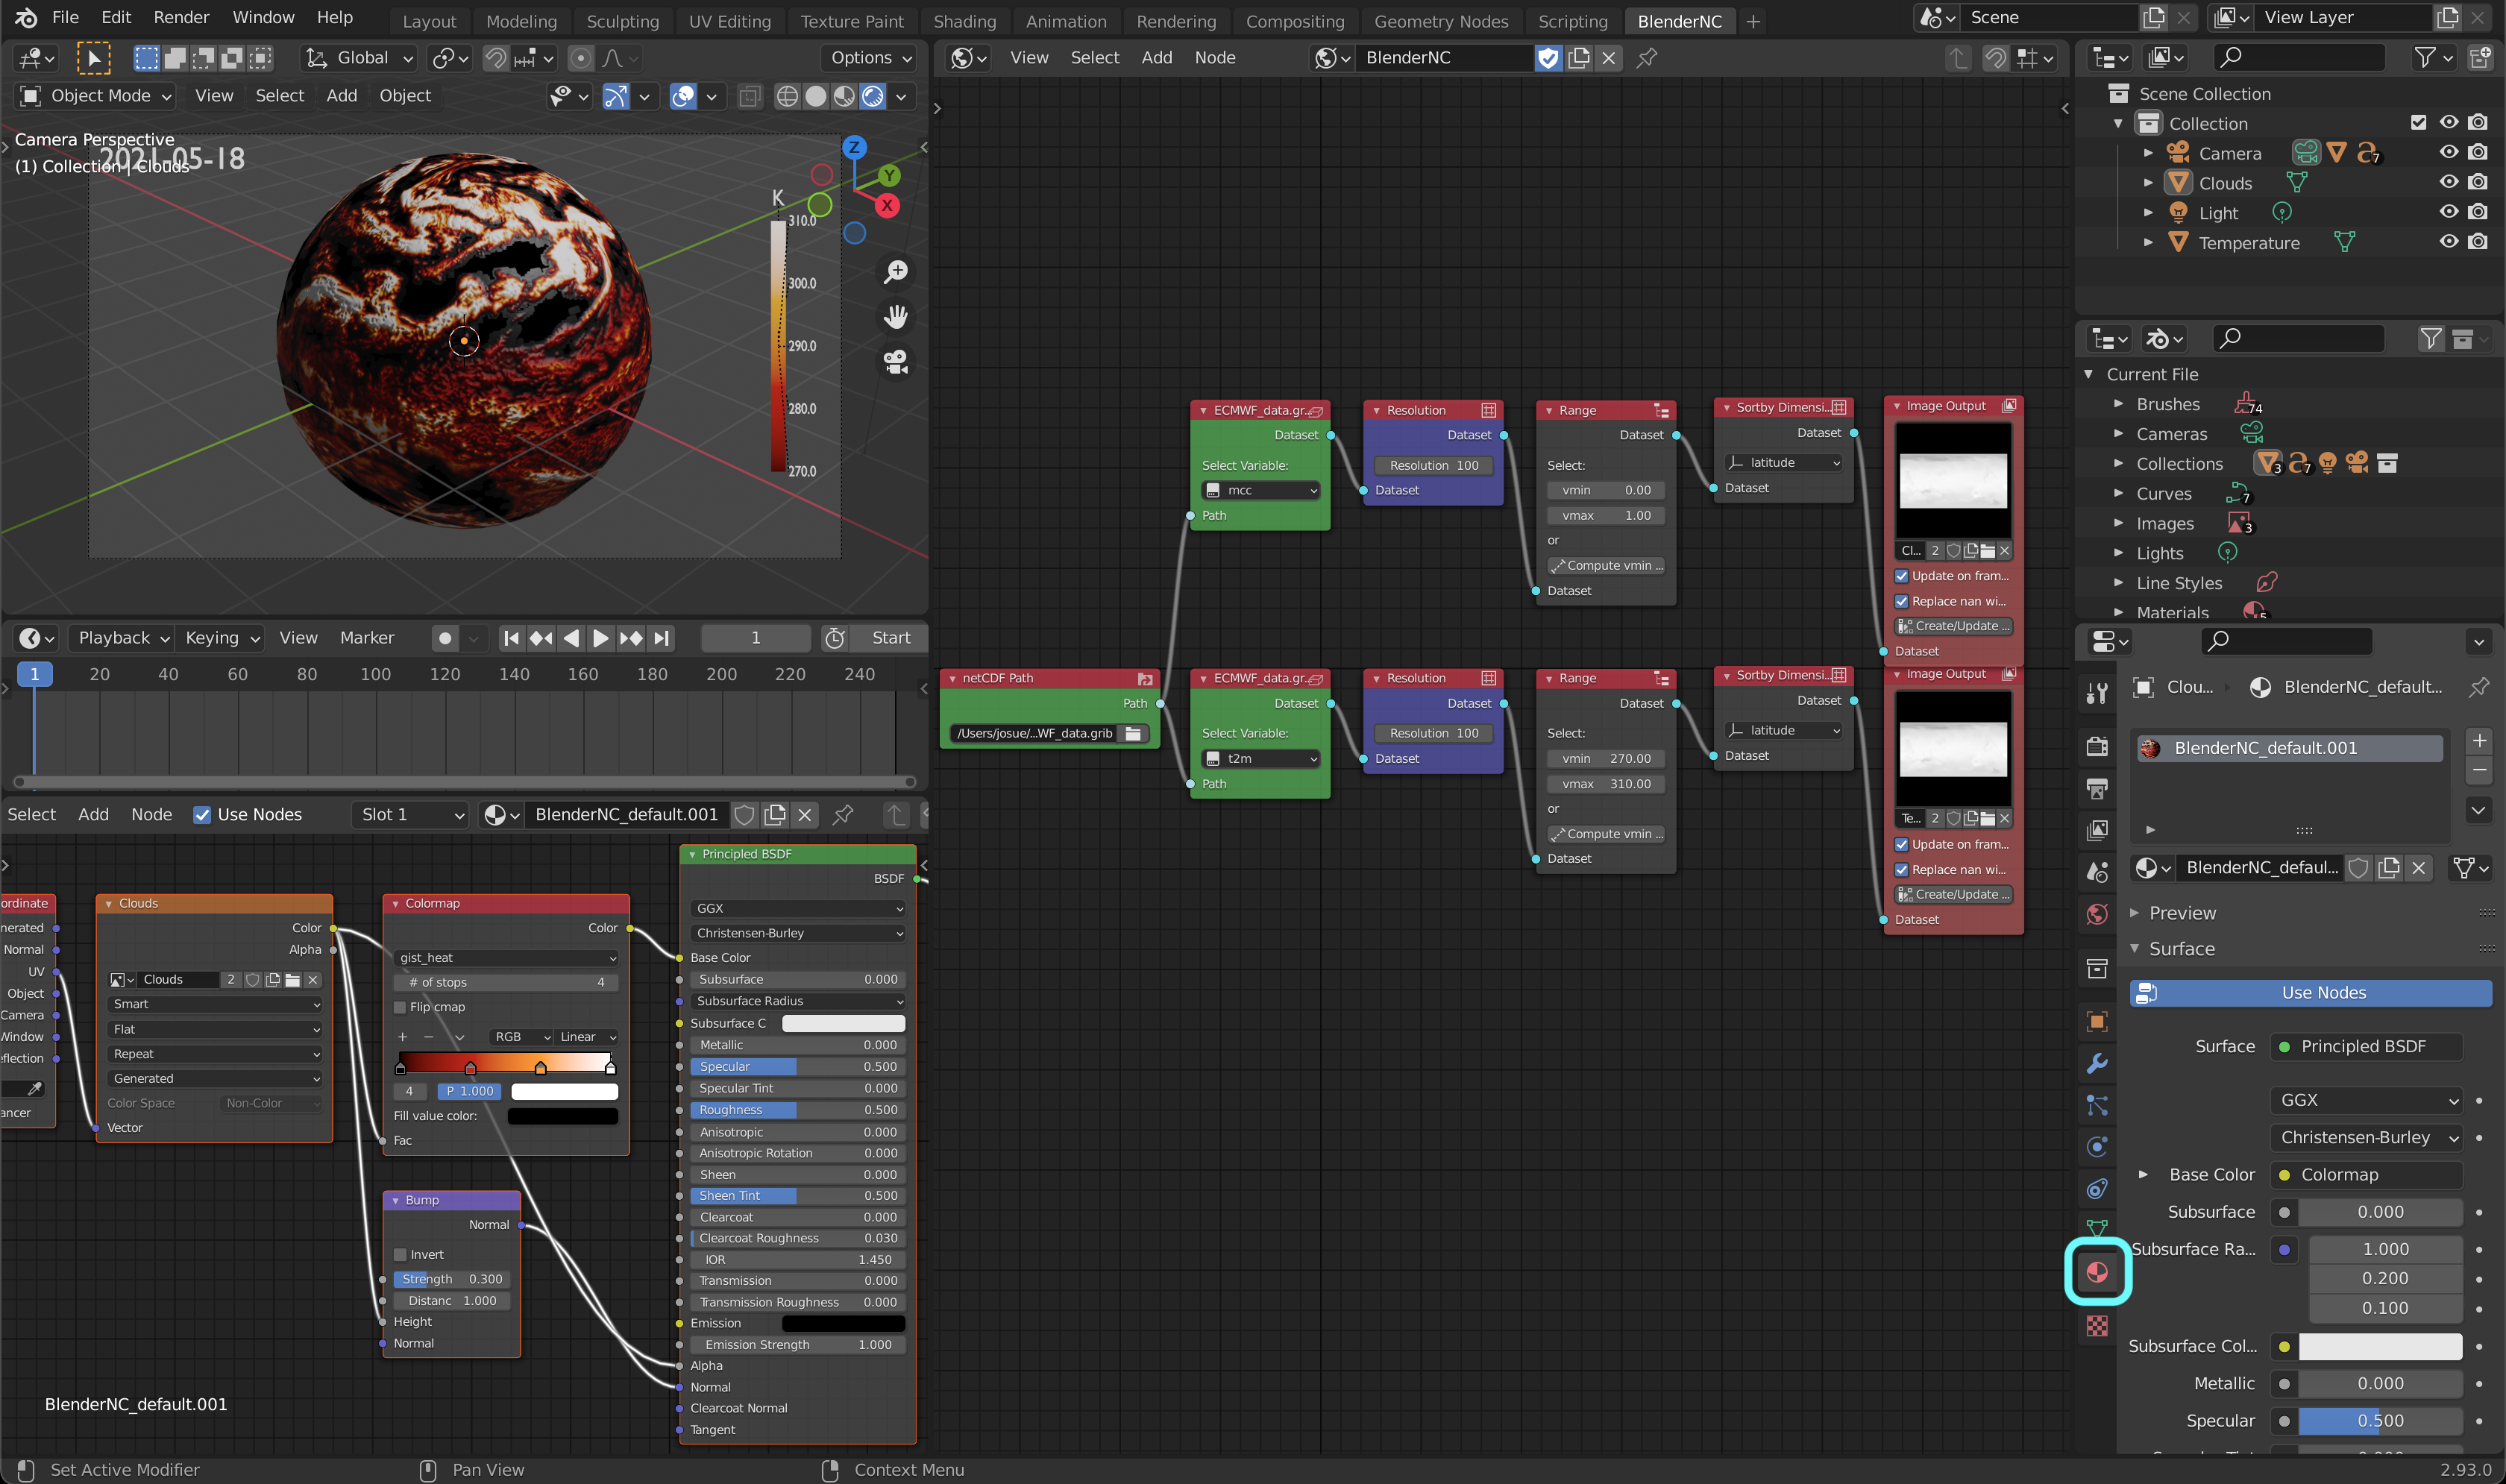 File Edit Render Window Help
Layout Modeling Sculpting UV Editing Texture Paint Shading Animation Rendering Compositing Geometry Nodes Scripting BlenderNC +
Scene
View Layer
Global
Options
View Select Add Node
BlenderNC
Object Mode View Select Add Object
Camera Perspective
(1) Collection | Clouds
2021-05-18
Z
Y
X
K
310.0
300.0
290.0
280.0
270.0
Scene Collection
Collection
Camera 7
Clouds
Light
Temperature
Current File
Brushes 74
Cameras
Collections 3 7
Curves 7
Images 3
Lights
Line Styles
Materials 5
Playback Keying View Marker
1
Start
1 20 40 60 80 100 120 140 160 180 200 220 240
ECMWF_data.gr..
Dataset
Select Variable:
mcc
Path
Resolution
Dataset
Resolution 100
Dataset
Range
Dataset
Select:
vmin 0.00
vmax 1.00
or
Compute vmin ...
Dataset
Sortby Dimensi..
Dataset
latitude
Dataset
Image Output
Cl... 2
Update on fram...
Replace nan wi...
Create/Update ...
Dataset
netCDF Path
Path
/Users/josue/...WF_data.grib
ECMWF_data.gr..
Dataset
Select Variable:
t2m
Path
Resolution
Dataset
Resolution 100
Dataset
Range
Dataset
Select:
vmin 270.00
vmax 310.00
or
Compute vmin ...
Dataset
Sortby Dimensi..
Dataset
latitude
Dataset
Image Output
Te... 2
Update on fram...
Replace nan wi...
Create/Update ...
Dataset
Select Add Node Use Nodes Slot 1 BlenderNC_default.001
ordinate
nerated
Normal
UV
Object
Camera
Window
eflection
ancer
Clouds
Color
Alpha
Clouds 2
Smart
Flat
Repeat
Generated
Color Space Non-Color
Vector
Colormap
Color
gist_heat
# of stops 4
Flip cmap
+ − RGB Linear
4 P 1.000
Fill value color:
Fac
Bump
Normal
Invert
Strength 0.300
Distanc 1.000
Height
Normal
Principled BSDF
BSDF
GGX
Christensen-Burley
Base Color
Subsurface 0.000
Subsurface Radius
Subsurface C
Metallic 0.000
Specular 0.500
Specular Tint 0.000
Roughness 0.500
Anisotropic 0.000
Anisotropic Rotation 0.000
Sheen 0.000
Sheen Tint 0.500
Clearcoat 0.000
Clearcoat Roughness 0.030
IOR 1.450
Transmission 0.000
Transmission Roughness 0.000
Emission
Emission Strength 1.000
Alpha
Normal
Clearcoat Normal
Tangent
BlenderNC_default.001
Clou... BlenderNC_default...
BlenderNC_default.001
BlenderNC_defaul...
Preview
Surface
Use Nodes
Surface Principled BSDF
GGX
Christensen-Burley
Base Color Colormap
Subsurface 0.000
Subsurface Ra... 1.000
0.200
0.100
Subsurface Col...
Metallic 0.000
Specular 0.500
Set Active Modifier Pan View Context Menu 2.93.0